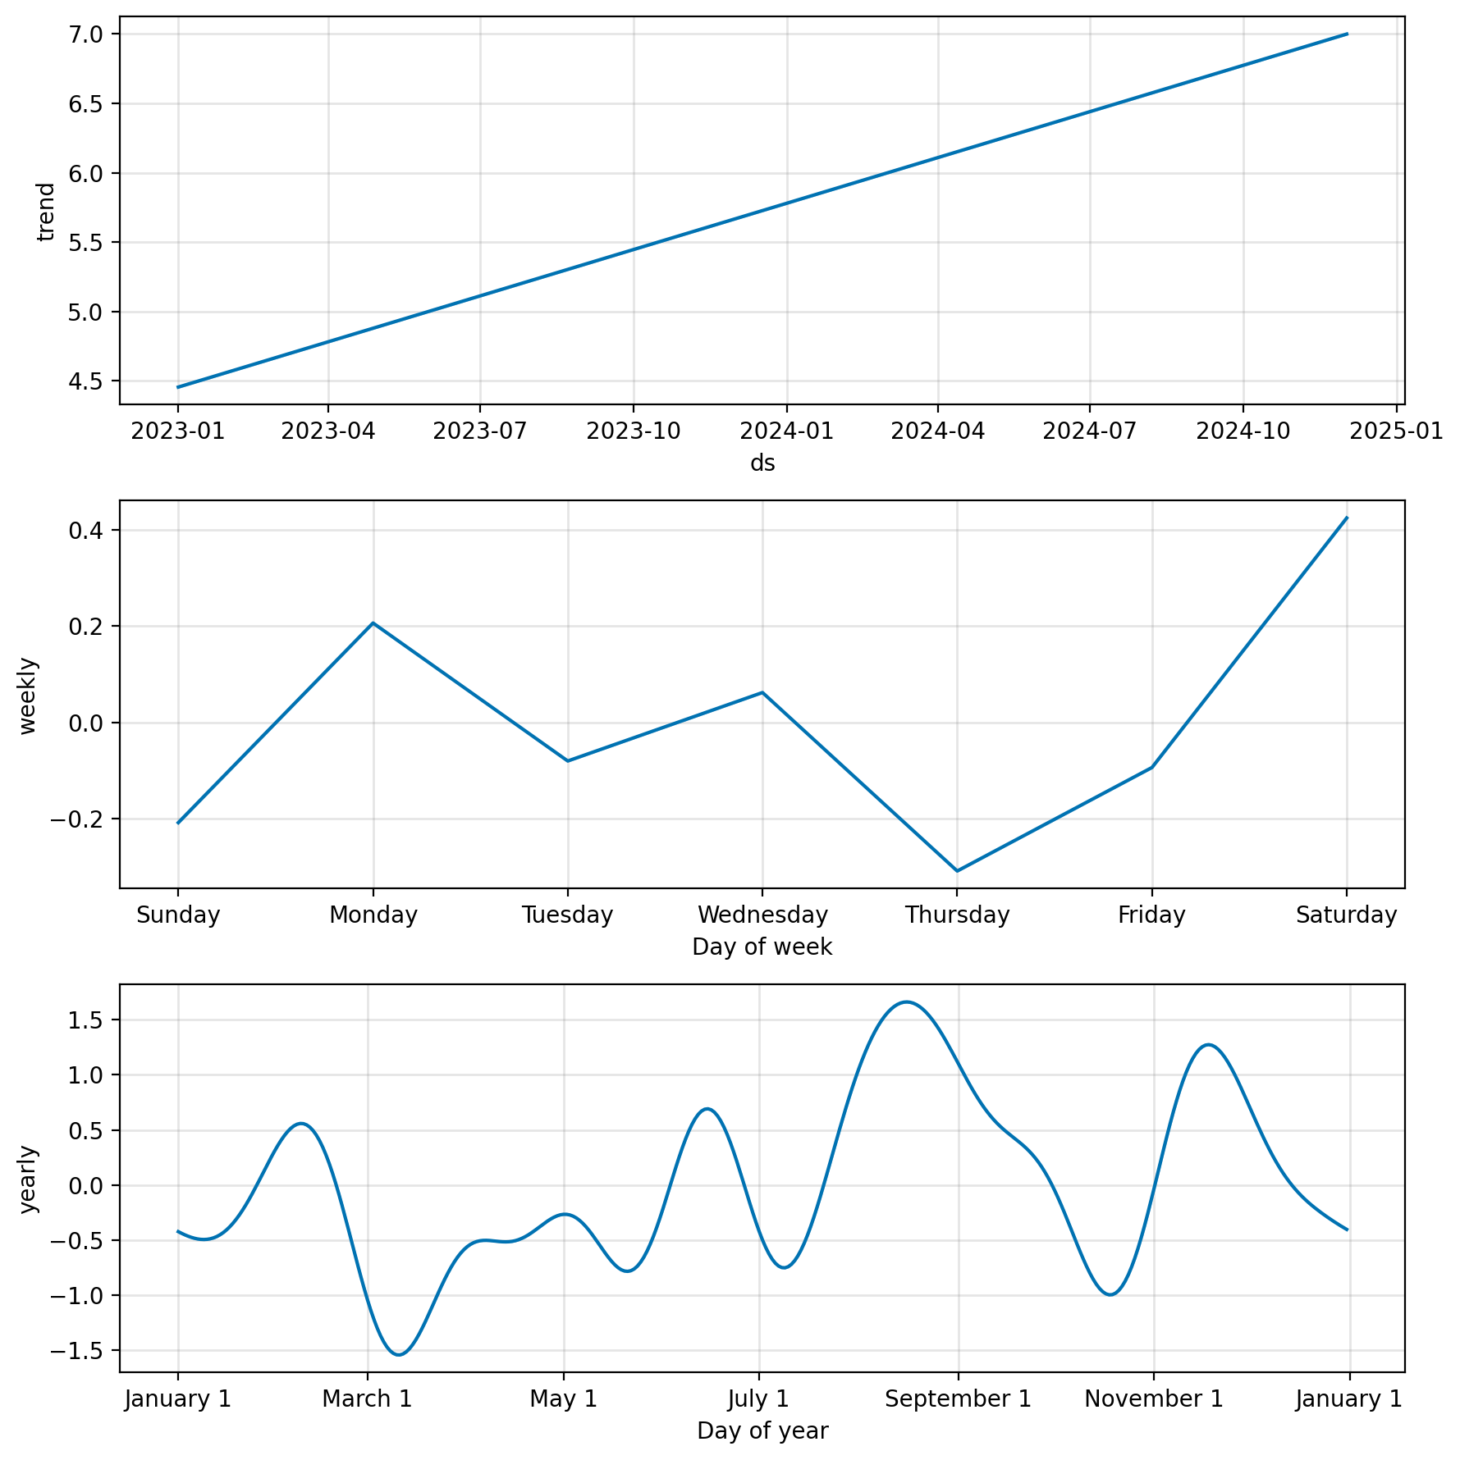 7.0
6.5
6.0
5.5
5.0
4.5
trend
2023-01 2023-04 2023-07 2023-10 2024-01 2024-04 2024-07 2024-10 2025-01
ds
0.4
0.2
0.0
−0.2
weekly
Sunday Monday Tuesday Wednesday Thursday Friday Saturday
Day of week
1.5
1.0
0.5
0.0
−0.5
−1.0
−1.5
yearly
January 1 March 1 May 1 July 1 September 1 November 1 January 1
Day of year